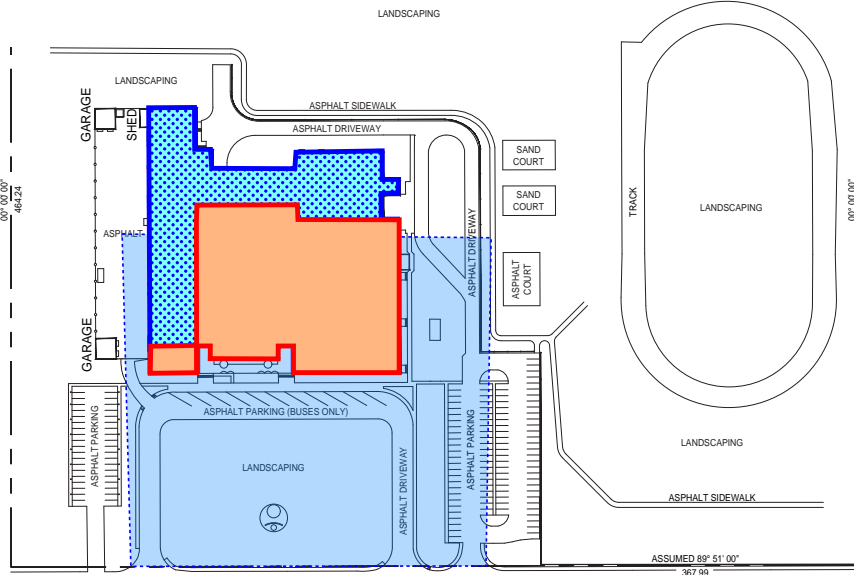 LANDSCAPING
LANDSCAPING
GARAGE
SHED
ASPHALT SIDEWALK
ASPHALT DRIVEWAY
SAND
COURT
SAND
COURT
00° 00' 00"
464.24
00° 00' 00"
TRACK
LANDSCAPING
ASPHALT
ASPHALT DRIVEWAY
ASPHALT
COURT
GARAGE
ASPHALT PARKING
ASPHALT PARKING (BUSES ONLY)
ASPHALT PARKING
LANDSCAPING
LANDSCAPING
ASPHALT DRIVEWAY
ASPHALT SIDEWALK
ASSUMED 89° 51' 00"
367.99